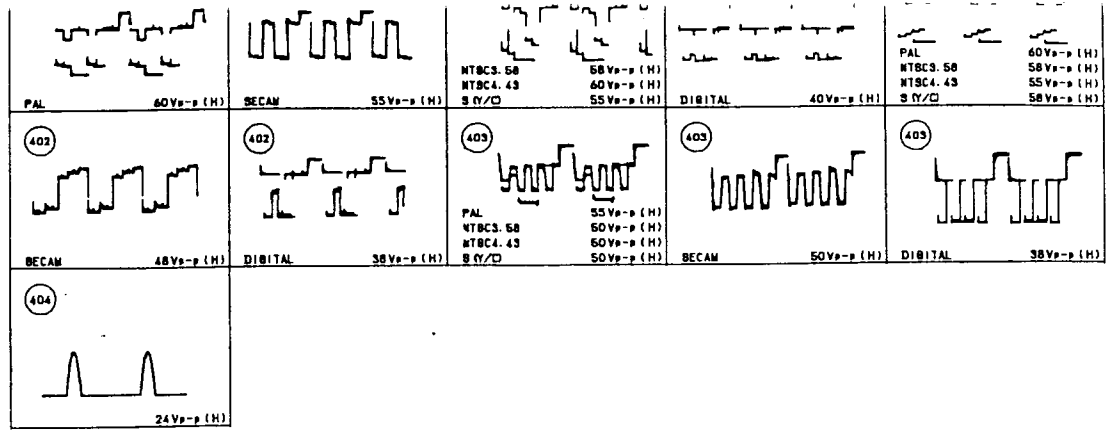 PAL 60Vp-p (H)
SECAM 55Vp-p (H)
NTSC3.58 58Vp-p (H)
NTSC4.43 60Vp-p (H)
S (Y/C) 55Vp-p (H)
DIGITAL 40Vp-p (H)
PAL 60Vp-p (H)
NTSC3.58 58Vp-p (H)
NTSC4.43 55Vp-p (H)
S (Y/C) 58Vp-p (H)
402
SECAM 48Vp-p (H)
402
DIGITAL 38Vp-p (H)
403
PAL 55Vp-p (H)
NTSC3.58 50Vp-p (H)
NTSC4.43 50Vp-p (H)
S (Y/C) 50Vp-p (H)
403
SECAM 50Vp-p (H)
403
DIGITAL 38Vp-p (H)
404
24Vp-p (H)